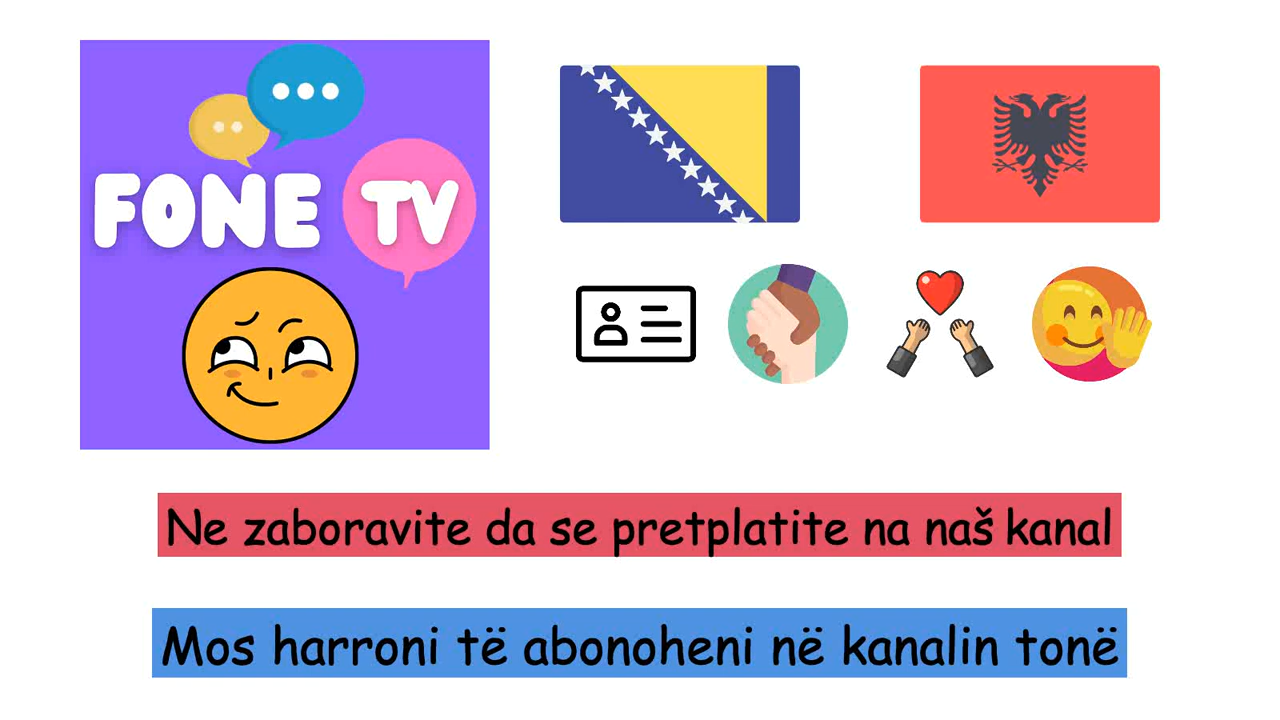 FONE TV
Ne zaboravite da se pretplatite na naš kanal
Mos harroni të abonoheni në kanalin tonë